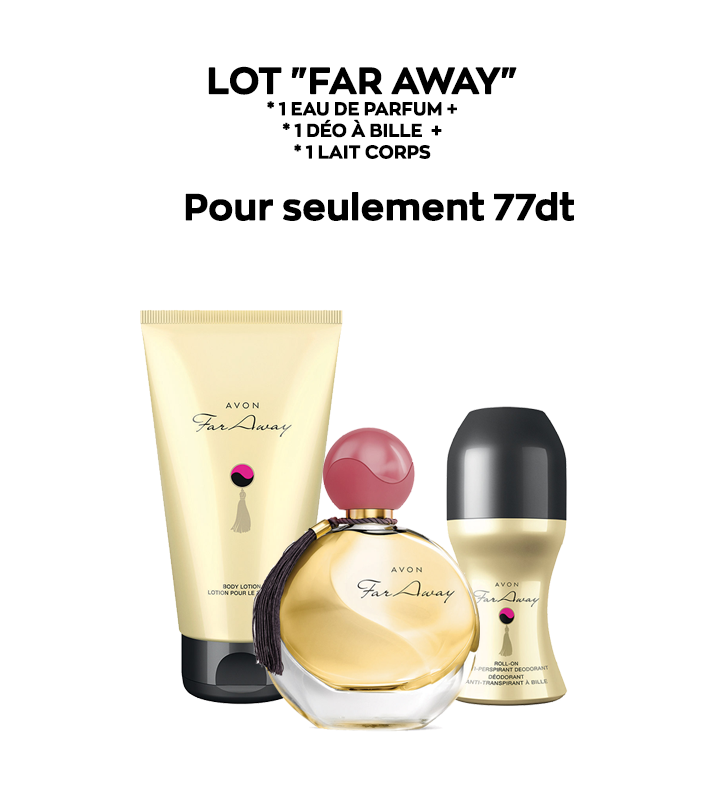 LOT "FAR AWAY"
* 1 EAU DE PARFUM +
* 1 DÉO À BILLE +
* 1 LAIT CORPS
Pour seulement 77dt
AVON
Far Away
BODY LOTION
LOTION POUR LE
AVON
Far Away
AVON
Far Away
ROLL-ON
-PERSPIRANT DEODORANT
DÉODORANT
ANTI-TRANSPIRANT À BILLE